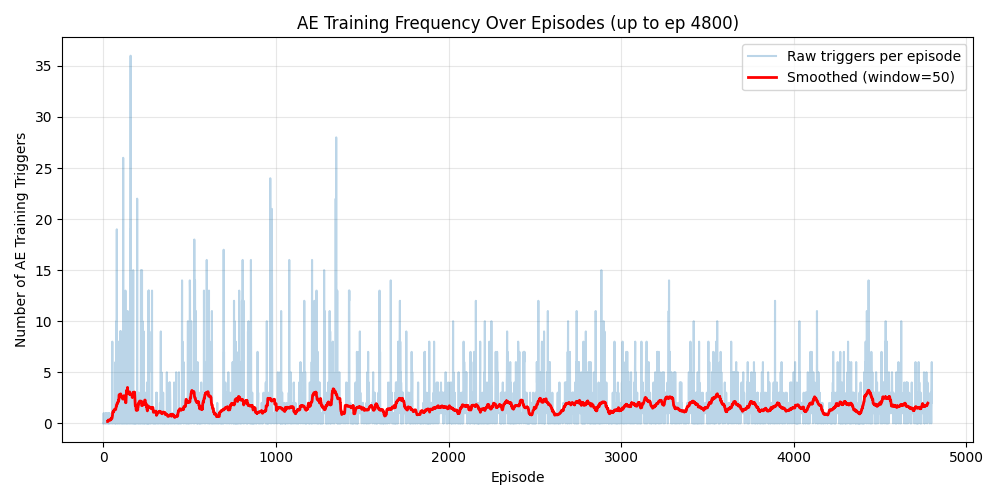 AE Training Frequency Over Episodes (up to ep 4800)
Raw triggers per episode
Smoothed (window=50)
Number of AE Training Triggers
35
30
25
20
15
10
5
0
0 1000 2000 3000 4000 5000
Episode